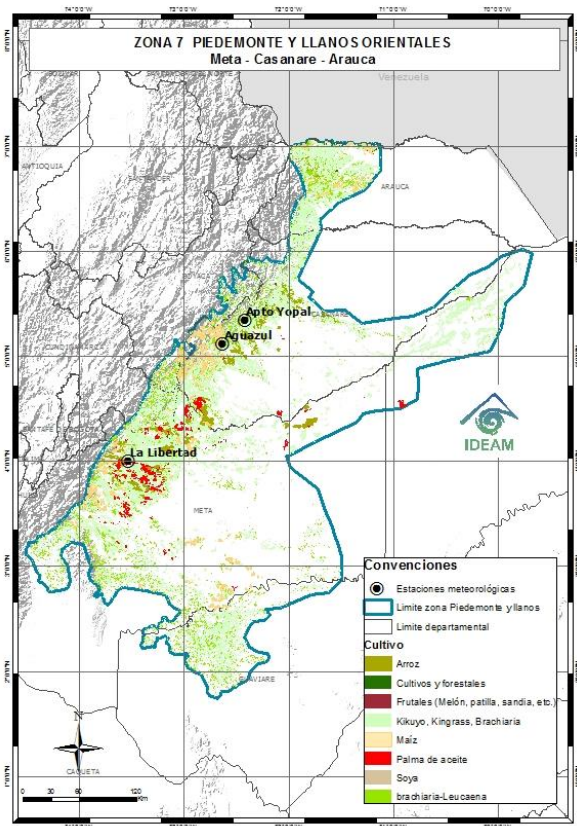 ZONA 7 PIEDEMONTE Y LLANOS ORIENTALES
Meta - Casanare - Arauca
Venezuela
ANTIOQUIA
ARAUCA
Apto Yopal
Aguazul
La Libertad
IDEAM
META
Convenciones
Estaciones meteorológicas
Limite zona Piedemonte y llanos
Limite departamental
Cultivo
Arroz
Cultivos y forestales
Frutales (Melón, patilla, sandia, etc.)
Kikuyo, Kingrass, Brachiaria
Maíz
Palma de aceite
Soya
brachiaria-Leucaena
N
CAQUETA
0 30 60 120
Km